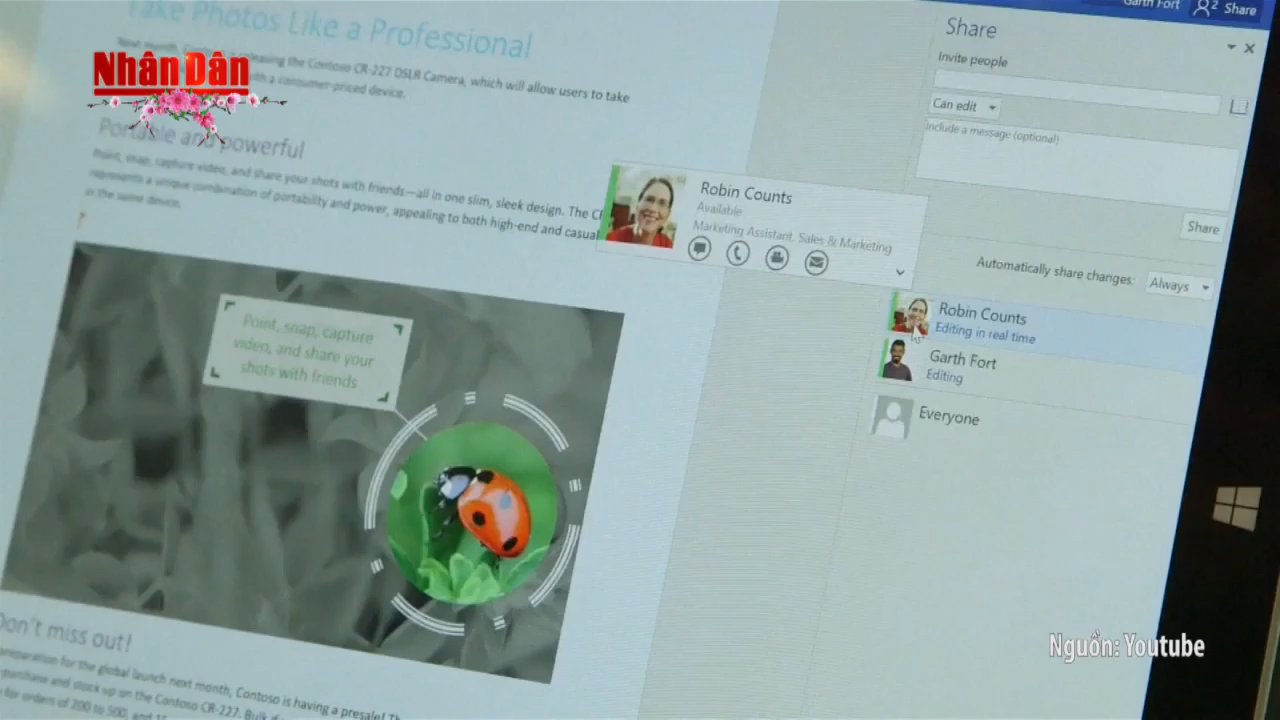 Take Photos Like a Professional
Next month, Contoso is releasing the Contoso CR-227 DSLR Camera, which will allow users to take
with a consumer-priced device.
Nhân Dân
Portable and powerful
Point, snap, capture video, and share your shots with friends—all in one slim, sleek design. The
represents a unique combination of portability and power, appealing to both high-end and casual
in the same device.
Point, snap, capture
video, and share your
shots with friends
Don't miss out!
for the global launch next month, Contoso is having a presale!
purchase and stock up on the Contoso CR-227. Bulk
for orders of 200 to 500, and
Robin Counts
Available
Marketing Assistant, Sales & Marketing
Garth Fort
2
Share
Share
Invite people
Can edit
Include a message (optional)
Share
Automatically share changes:
Always
Robin Counts
Editing in real time
Garth Fort
Editing
Everyone
Nguồn: Youtube